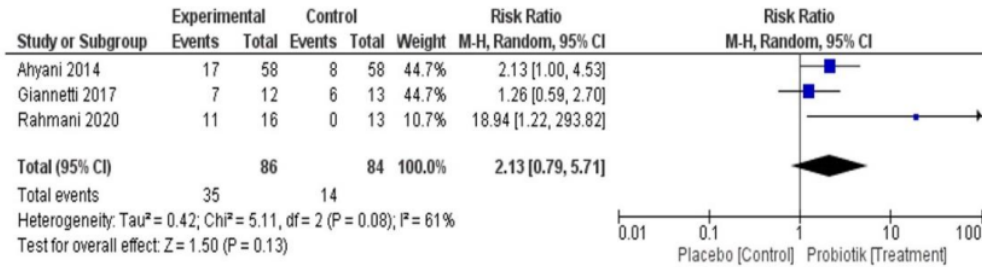 Experimental Control Risk Ratio Risk Ratio
Study or Subgroup Events Total Events Total Weight M-H, Random, 95% CI M-H, Random, 95% CI
Ahyani 2014 17 58 8 58 44.7% 2.13 [1.00, 4.53]
Giannetti 2017 7 12 6 13 44.7% 1.26 [0.59, 2.70]
Rahmani 2020 11 16 0 13 10.7% 18.94 [1.22, 293.82]
Total (95% CI) 86 84 100.0% 2.13 [0.79, 5.71]
Total events 35 14
Heterogeneity: Tau² = 0.42; Chi² = 5.11, df = 2 (P = 0.08); I² = 61%
Test for overall effect: Z = 1.50 (P = 0.13)
0.01 0.1 1 10 100
Placebo [Control] Probiotik [Treatment]